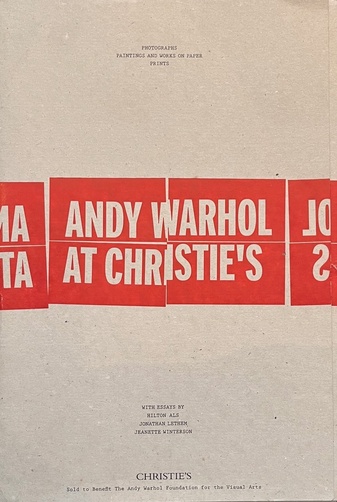 PHOTOGRAPHS
PAINTINGS AND WORKS ON PAPER
PRINTS
MA ANDY WARHOL JO
TA AT CHRISTIE'S S
WITH ESSAYS BY
HILTON ALS
JONATHAN LETHEM
JEANETTE WINTERSON
CHRISTIE'S
Sold to Benefit The Andy Warhol Foundation for the Visual Arts